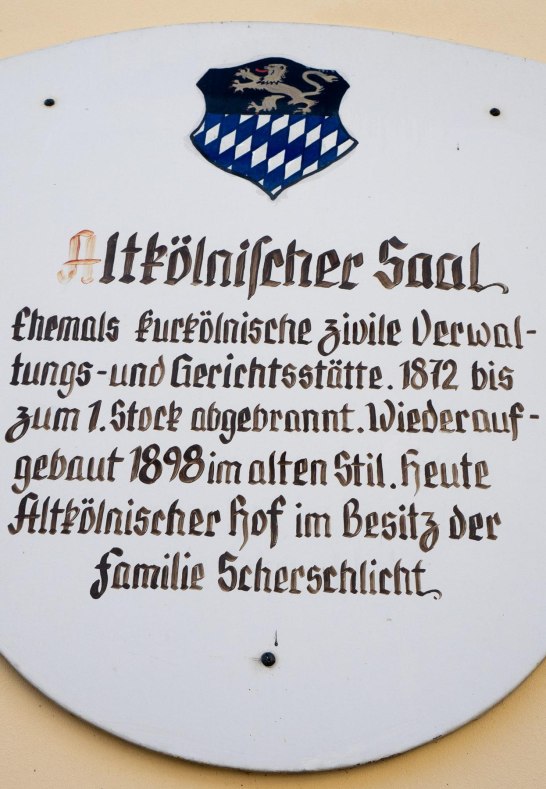 Altkölniſcher Saal
Ehemals kurkölnische zivile Verwal-
tungs-und Gerichtsstätte. 1872 bis
zum 1. Stock abgebrannt. Wiederauf-
gebaut 1898 im alten Stil. Heute
Altkölnischer Hof im Besitz der
Familie Scherschlicht.